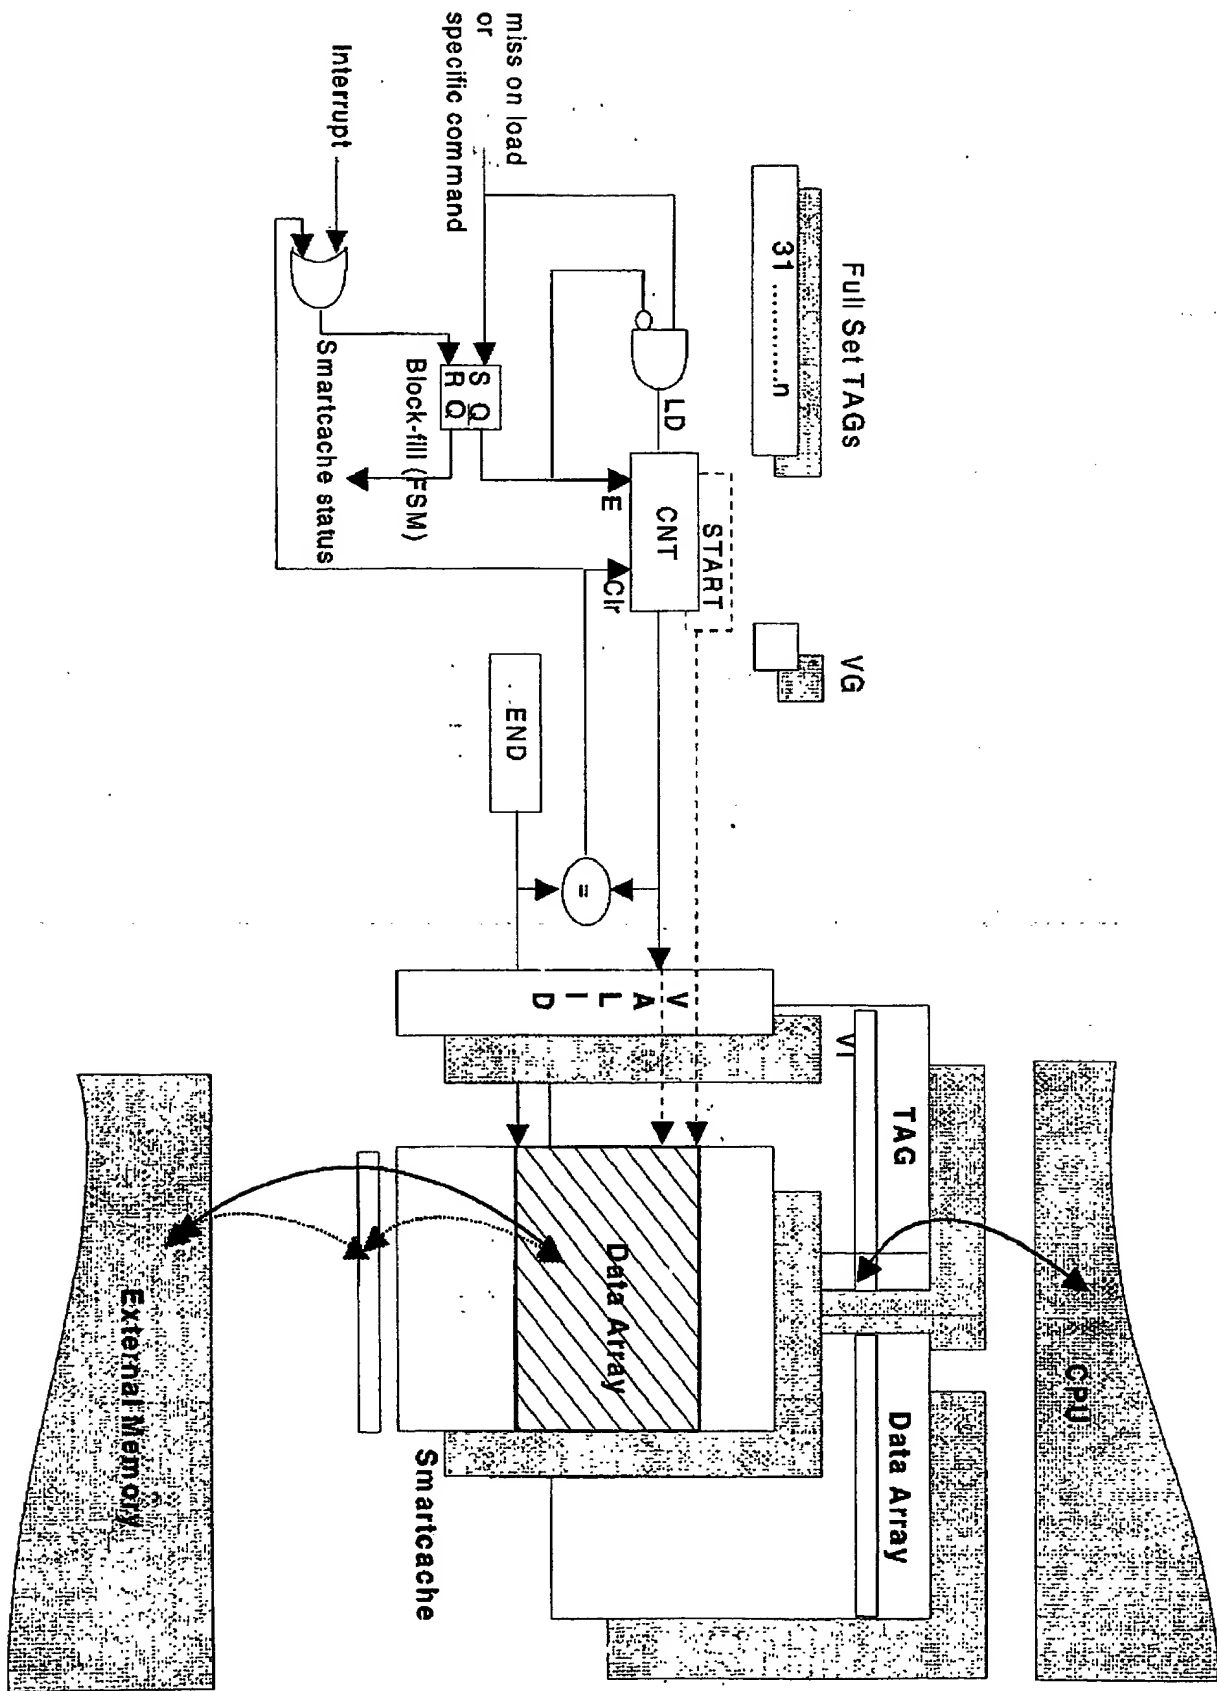 Full Set TAGs
31 ...........n
VG
TAG
VI
Data Array
CPU
START
CNT
LD
E
Clr
miss on load
or
specific command
S Q
R Q
Block-fill (FSM)
Interrupt
Smartcache status
END
=
VALID
Data Array
Smartcache
External Memory